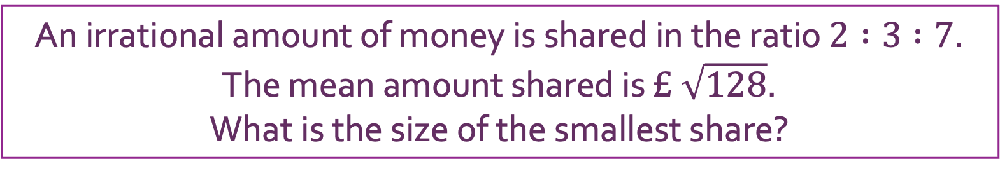 An irrational amount of money is shared in the ratio 2 : 3 : 7.
The mean amount shared is £ √128.
What is the size of the smallest share?